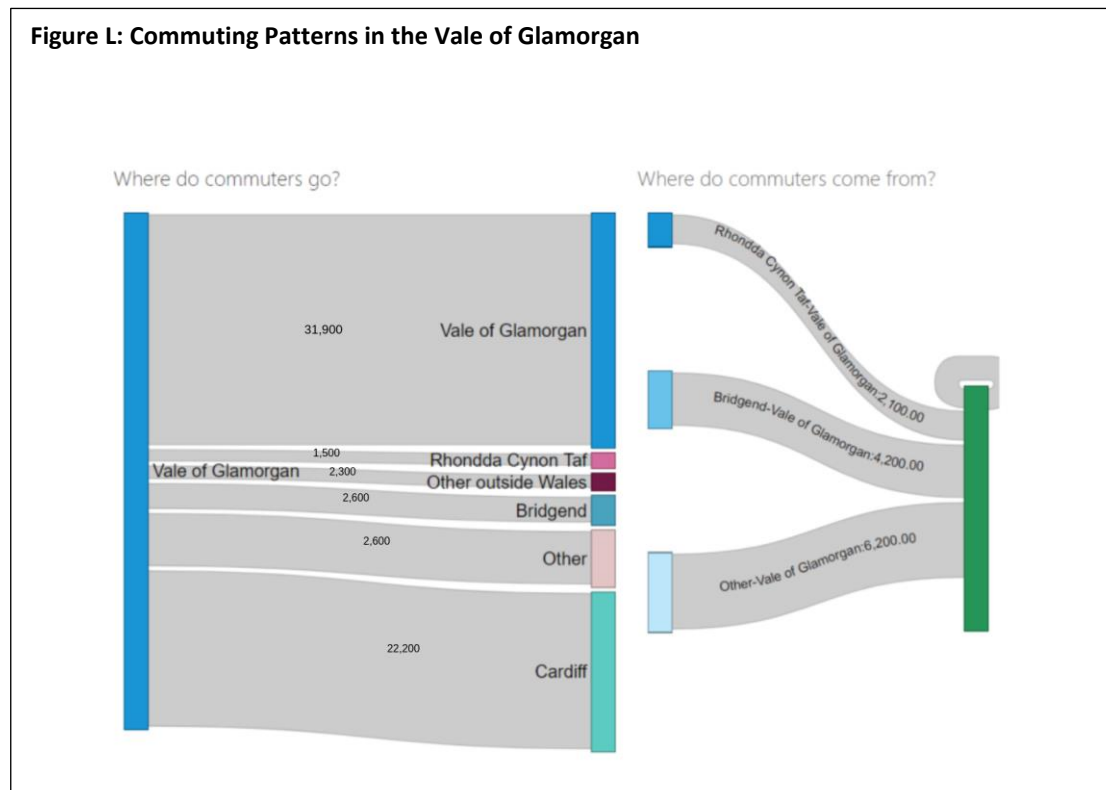 Figure L: Commuting Patterns in the Vale of Glamorgan
Where do commuters go?
31,900
Vale of Glamorgan
1,500
Rhondda Cynon Taf
Vale of Glamorgan
2,300
Other outside Wales
2,600
Bridgend
2,600
Other
22,200
Cardiff
Where do commuters come from?
Rhondda Cynon Taf-Vale of Glamorgan:2,100.00
Bridgend-Vale of Glamorgan:4,200.00
Other-Vale of Glamorgan:6,200.00